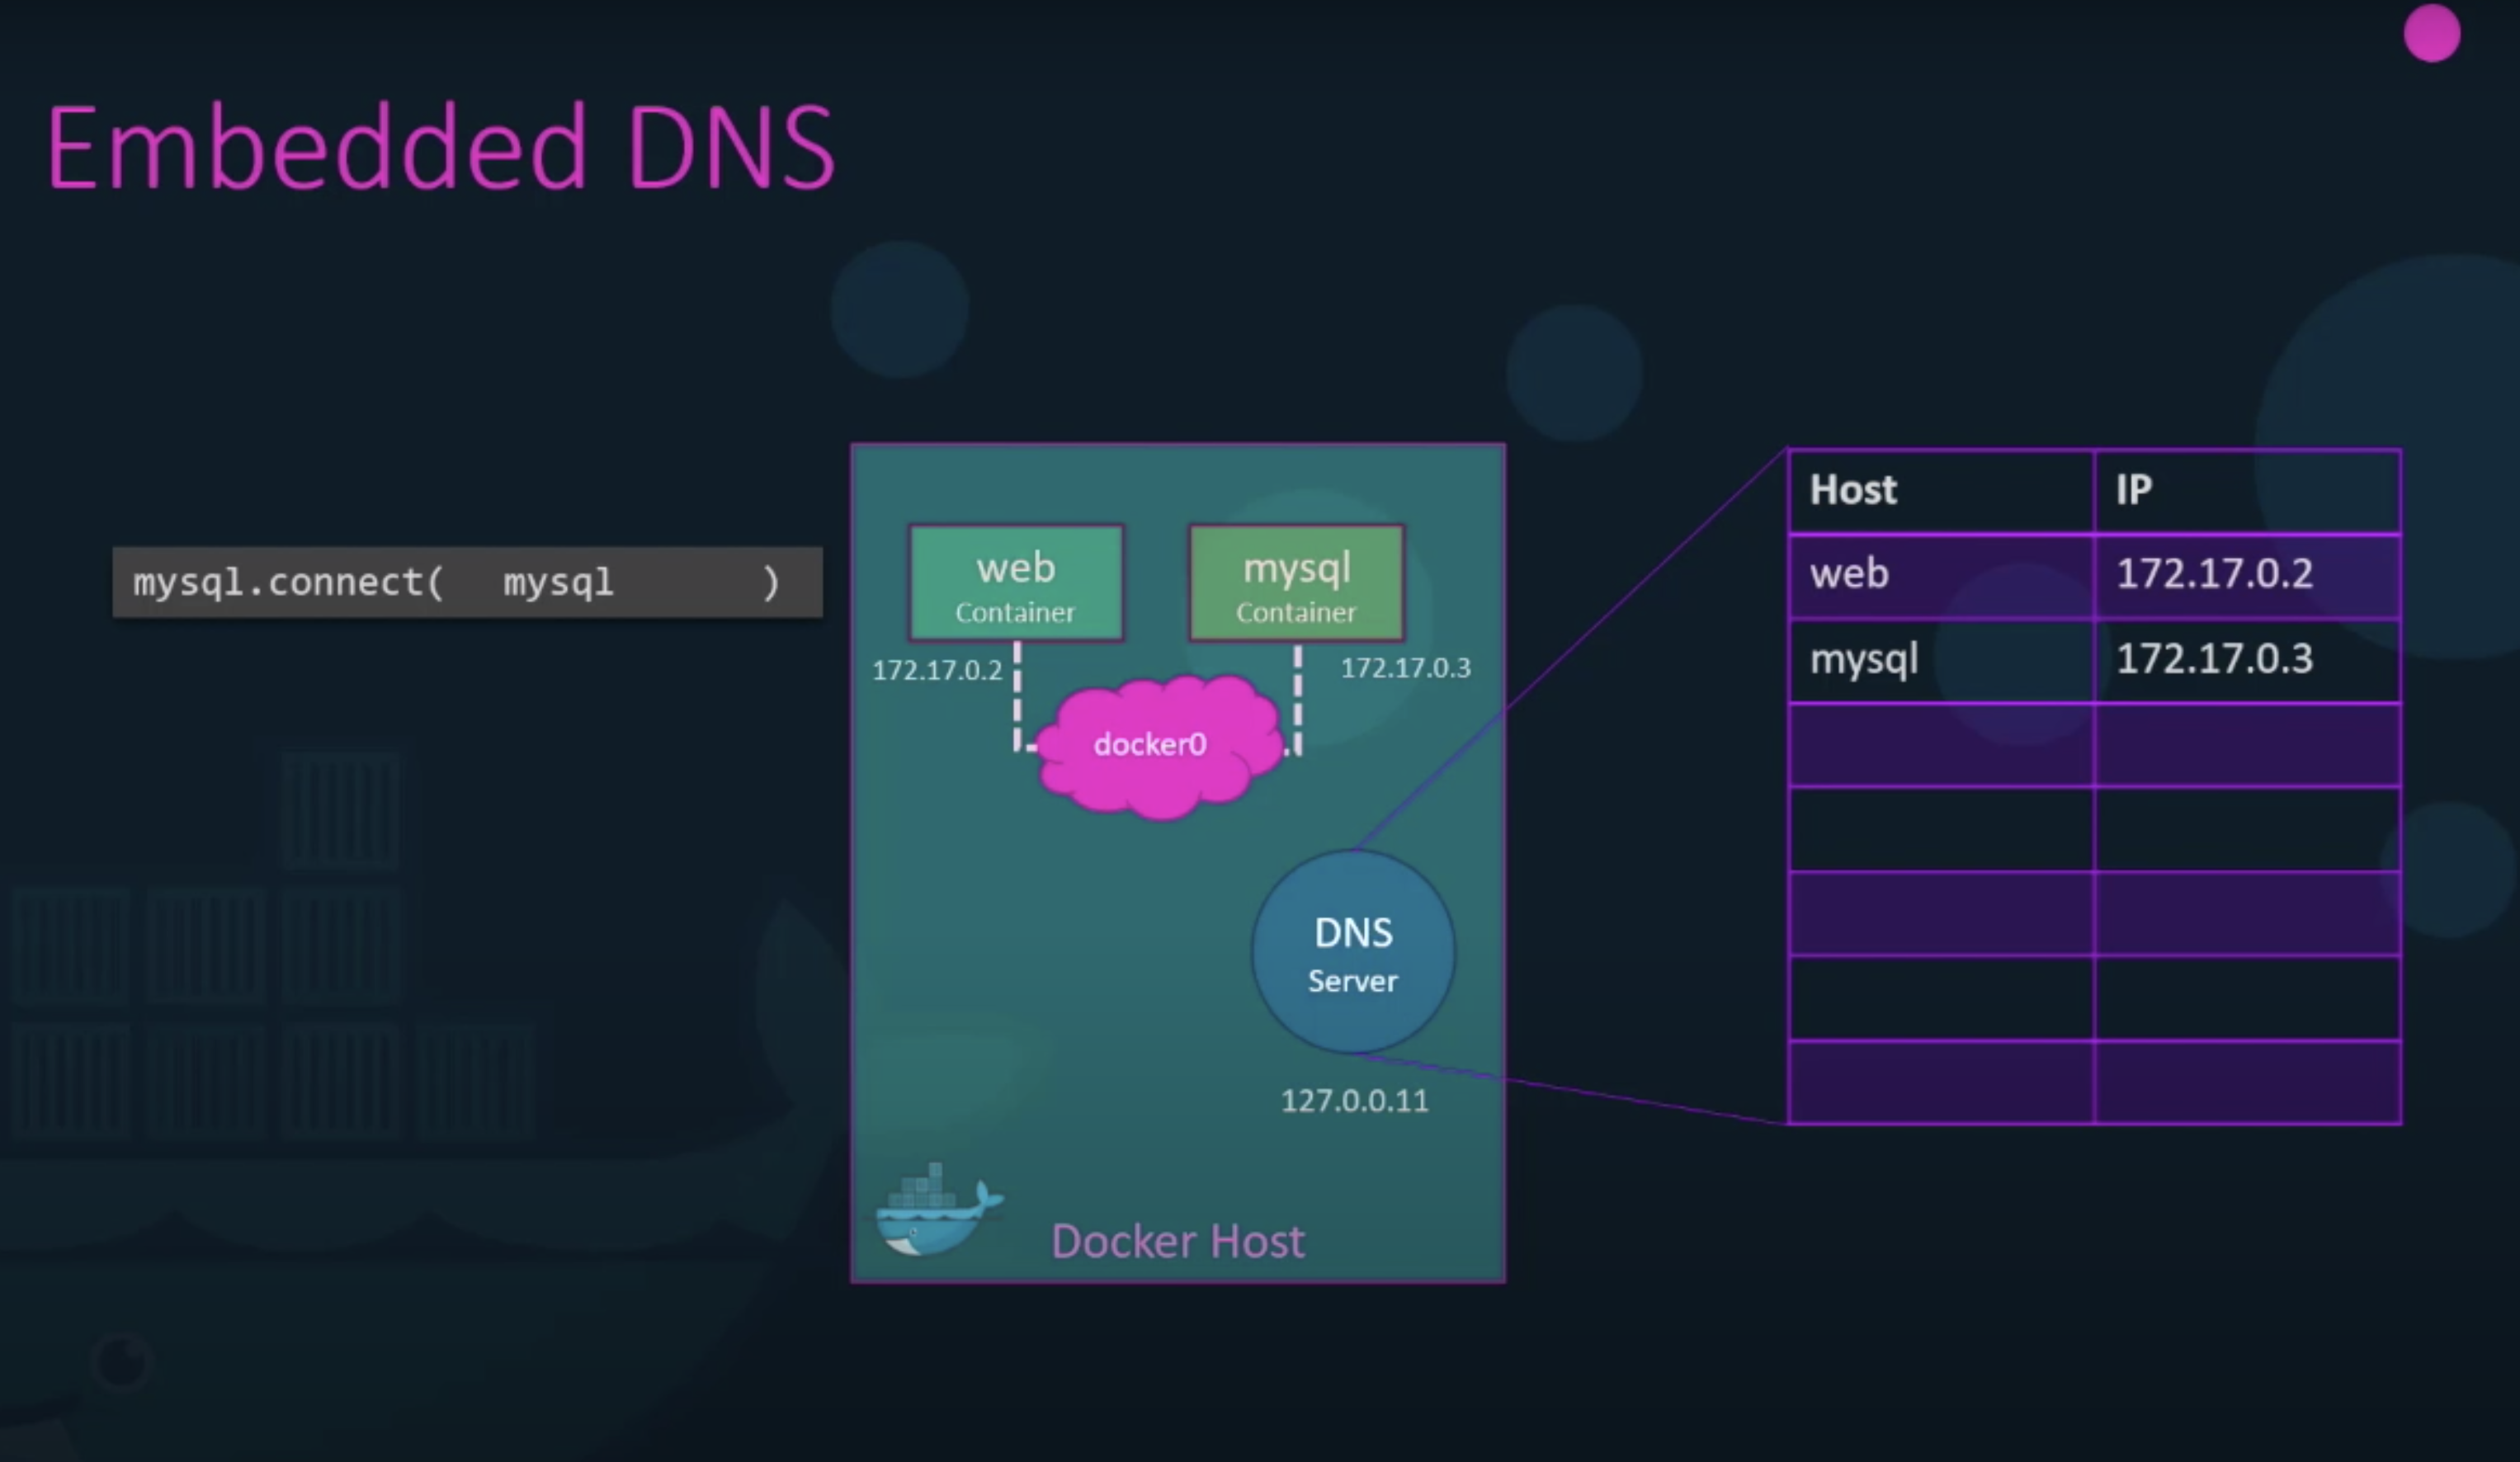 Embedded DNS
mysql.connect( mysql )
web
Container
mysql
Container
172.17.0.2
172.17.0.3
docker0
DNS
Server
127.0.0.11
Docker Host
Host IP
web 172.17.0.2
mysql 172.17.0.3